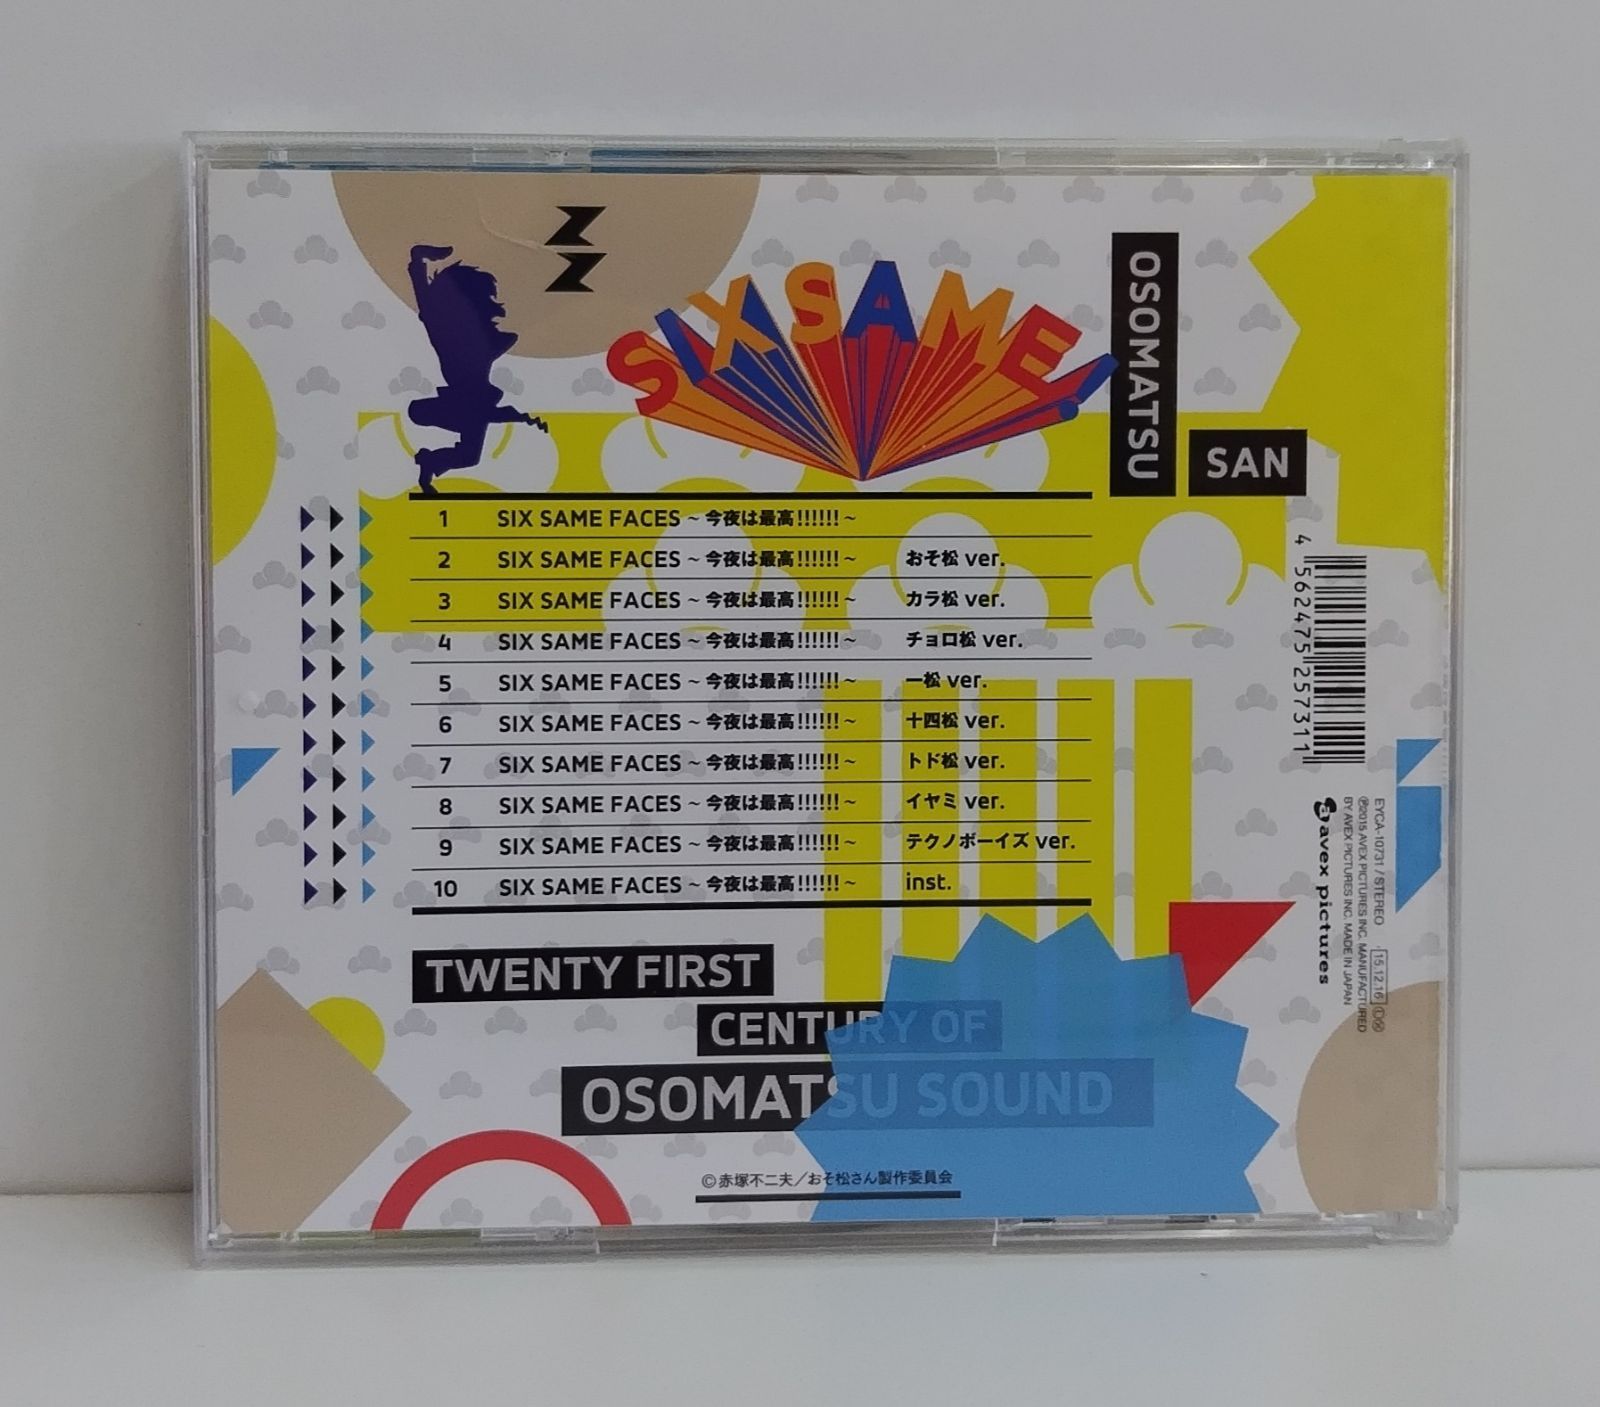 SIX SAME
OSOMATSU
SAN
1 SIX SAME FACES ~今夜は最高!!!!!!~
2 SIX SAME FACES ~今夜は最高!!!!!!~ おそ松 ver.
3 SIX SAME FACES ~今夜は最高!!!!!!~ カラ松 ver.
4 SIX SAME FACES ~今夜は最高!!!!!!~ チョロ松 ver.
5 SIX SAME FACES ~今夜は最高!!!!!!~ 一松 ver.
6 SIX SAME FACES ~今夜は最高!!!!!!~ 十四松 ver.
7 SIX SAME FACES ~今夜は最高!!!!!!~ トド松 ver.
8 SIX SAME FACES ~今夜は最高!!!!!!~ イヤミ ver.
9 SIX SAME FACES ~今夜は最高!!!!!!~ テクノボーイズ ver.
10 SIX SAME FACES ~今夜は最高!!!!!!~ inst.
TWENTY FIRST
CENTURY OF
OSOMATSU SOUND
©赤塚不二夫/おそ松さん製作委員会
4 562475 257311
EYCA-10731 / STEREO 15.12.16
℗2015 AVEX PICTURES INC. MANUFACTURED
BY AVEX PICTURES INC. MADE IN JAPAN
avex pictures